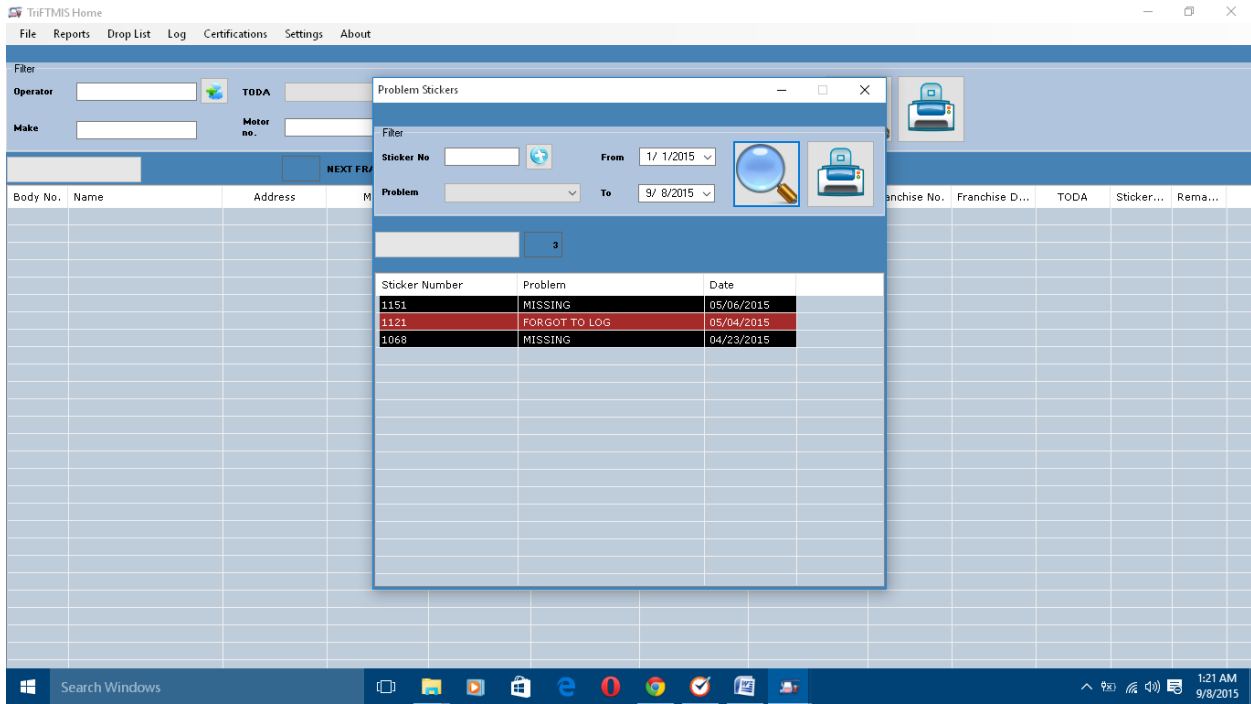 TriFTMIS Home
File Reports Drop List Log Certifications Settings About
Filter
Operator TODA
Make Motor no.
NEXT FRA
Body No. Name Address M
anchise No. Franchise D... TODA Sticker... Rema...
Problem Stickers
Filter
Sticker No From 1/ 1/2015
Problem To 9/ 8/2015
3
Sticker Number Problem Date
1151 MISSING 05/06/2015
1121 FORGOT TO LOG 05/04/2015
1068 MISSING 04/23/2015
Search Windows
1:21 AM
9/8/2015